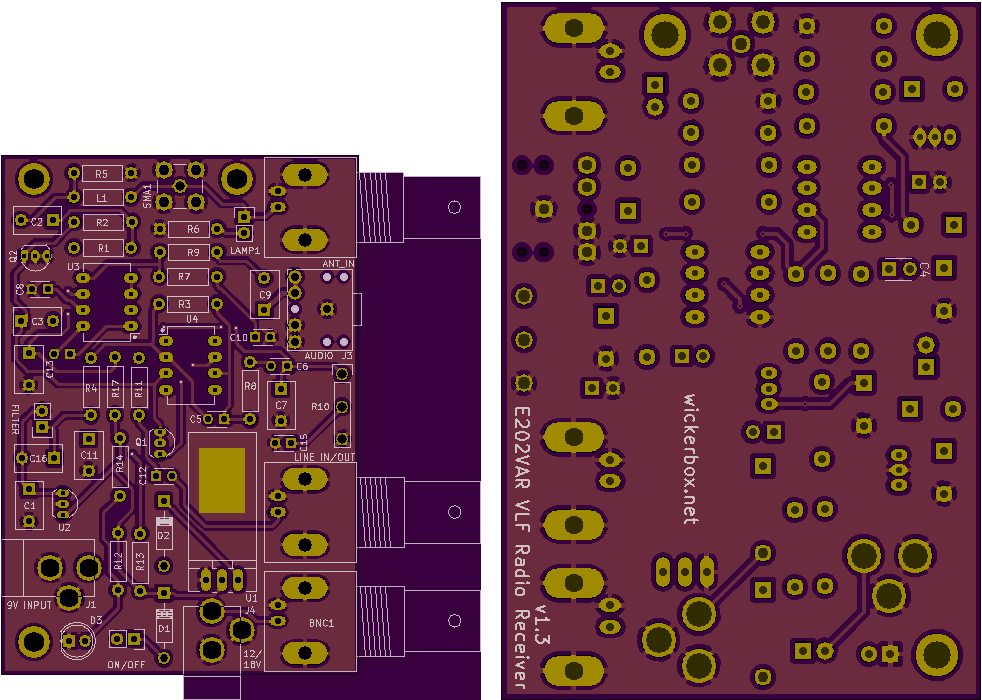 R5
L1
SMA1
C2
R2
R6
LAMP1
Q2
R1
R9
ANT_IN
U3
R7
C8
C9
R3
C3
U4
C10
AUDIO J3
C13
C6
R4
R17
R11
R8
C7
R10
FILTER
C5
Q1
C15
C16
C11
R14
LINE IN/OUT
C12
C1
U2
D2
R12
R13
U1
9V INPUT
J1
J4
D3
D1
BNC1
ON/OFF
12/
18V
C4
wickerbox.net
E202VAR VLF Radio Receiver
v1.3